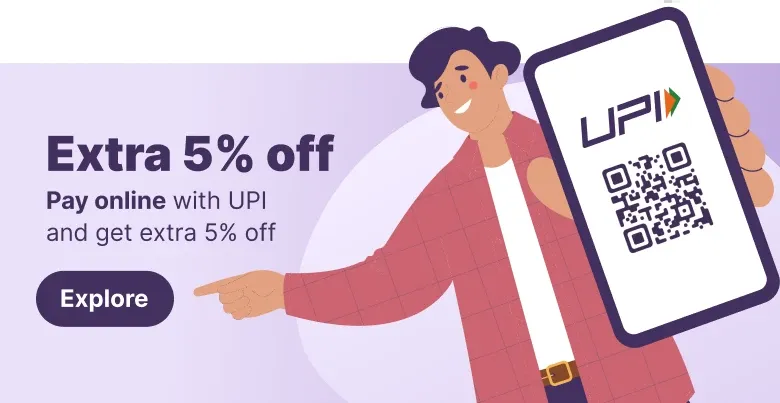 Extra 5% off
Pay online with UPI
and get extra 5% off
Explore
UPI